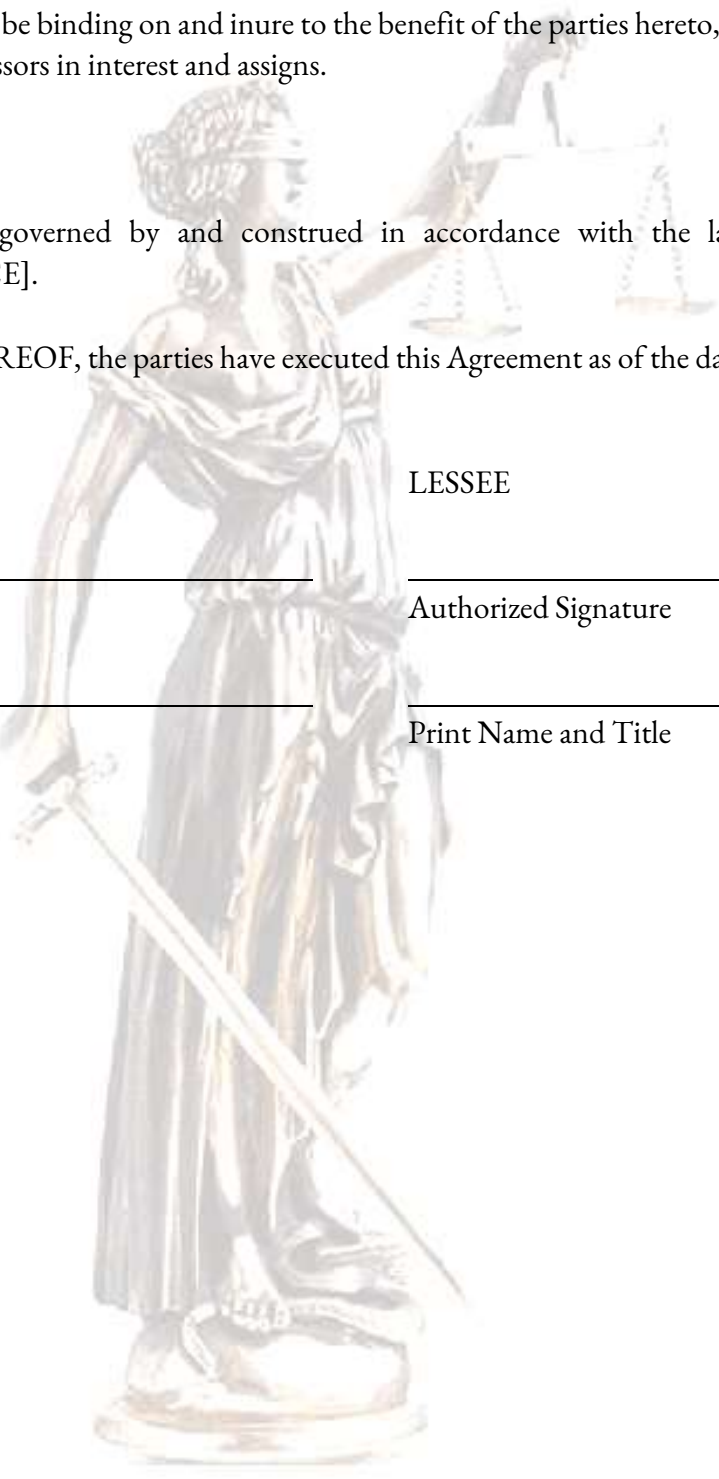 be binding on and inure to the benefit of the parties hereto,
ssors in interest and assigns.
governed by and construed in accordance with the la
E].
REOF, the parties have executed this Agreement as of the da
LESSEE
Authorized Signature
Print Name and Title